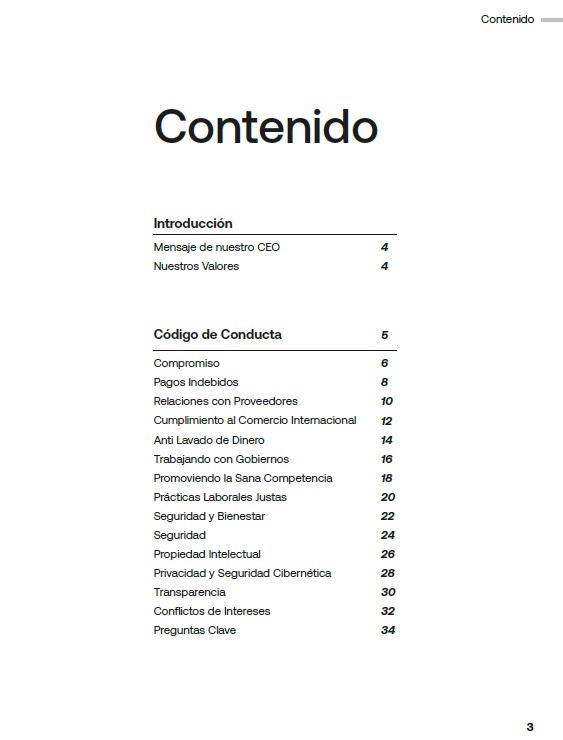 Contenido
Contenido
Introducción
Mensaje de nuestro CEO 4
Nuestros Valores 4
Código de Conducta 5
Compromiso 6
Pagos Indebidos 8
Relaciones con Proveedores 10
Cumplimiento al Comercio Internacional 12
Anti Lavado de Dinero 14
Trabajando con Gobiernos 16
Promoviendo la Sana Competencia 18
Prácticas Laborales Justas 20
Seguridad y Bienestar 22
Seguridad 24
Propiedad Intelectual 26
Privacidad y Seguridad Cibernética 28
Transparencia 30
Conflictos de Intereses 32
Preguntas Clave 34
3